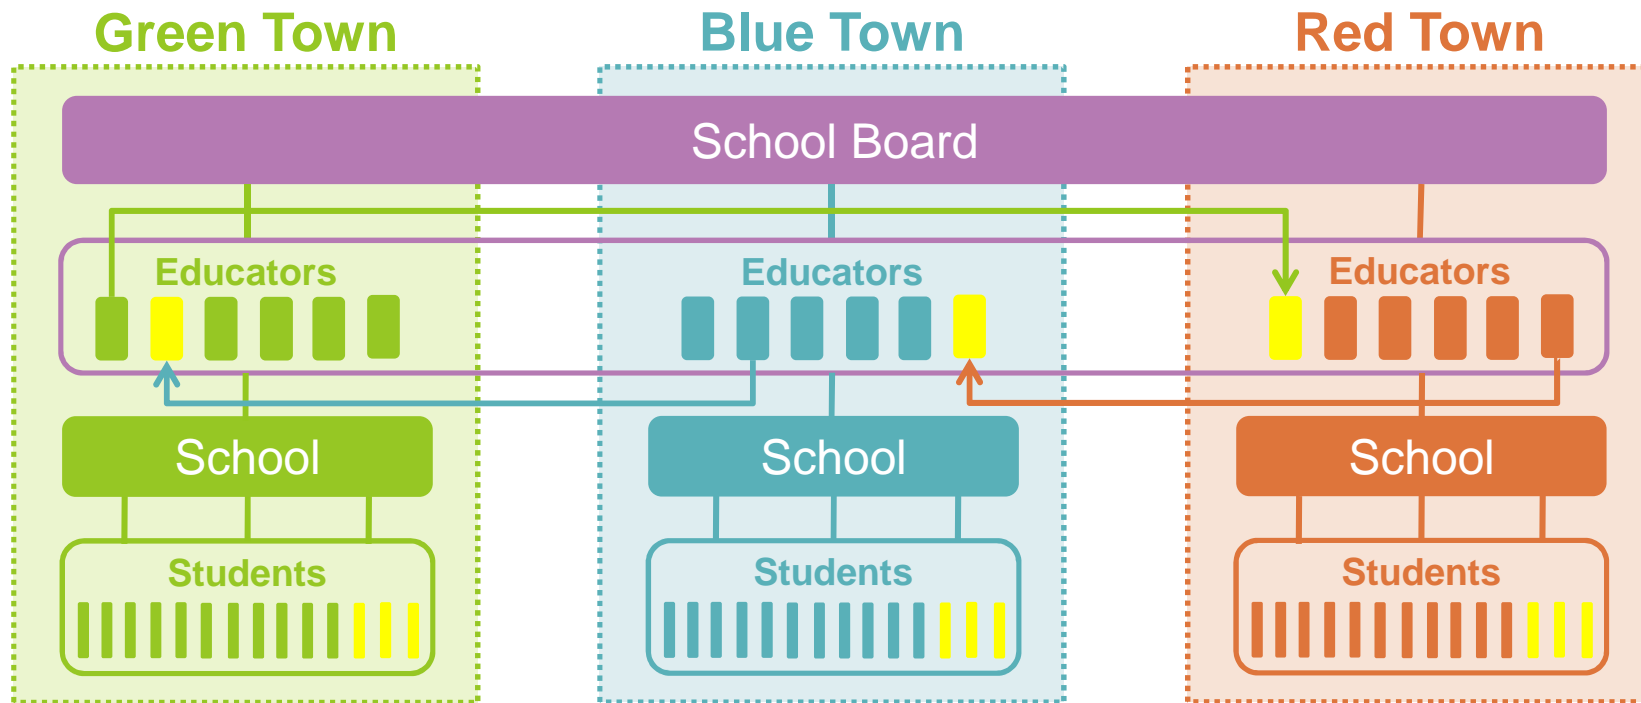 Green Town
Blue Town
Red Town
School Board
Educators
Educators
Educators
School
School
School
Students
Students
Students